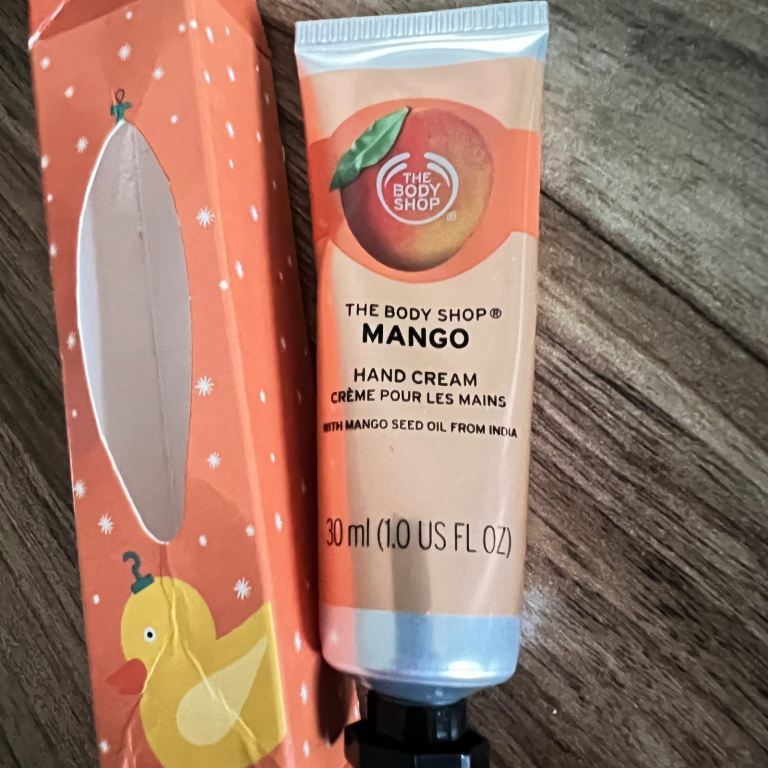 THE
BODY
SHOP®
THE BODY SHOP®
MANGO
HAND CREAM
CRÈME POUR LES MAINS
WITH MANGO SEED OIL FROM INDIA
30 ml (1.0 US FL OZ)